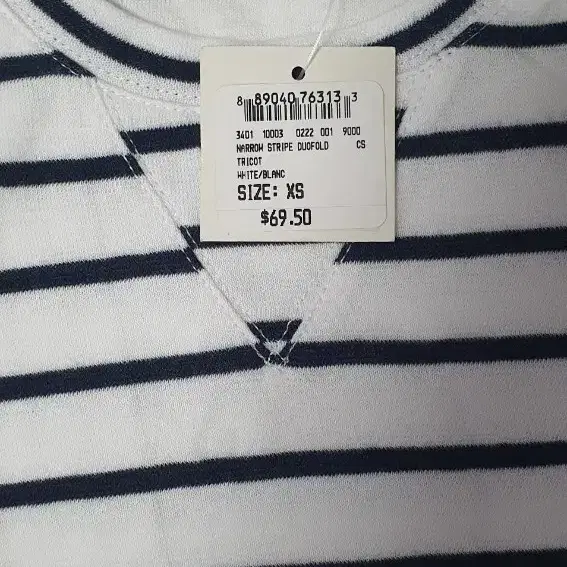 8 89040 76313 3
3401 10003 0222 001 9000
NARROW STRIPE DUOFOLD CS
TRICOT
WHITE/BLANC
SIZE: XS
$69.50